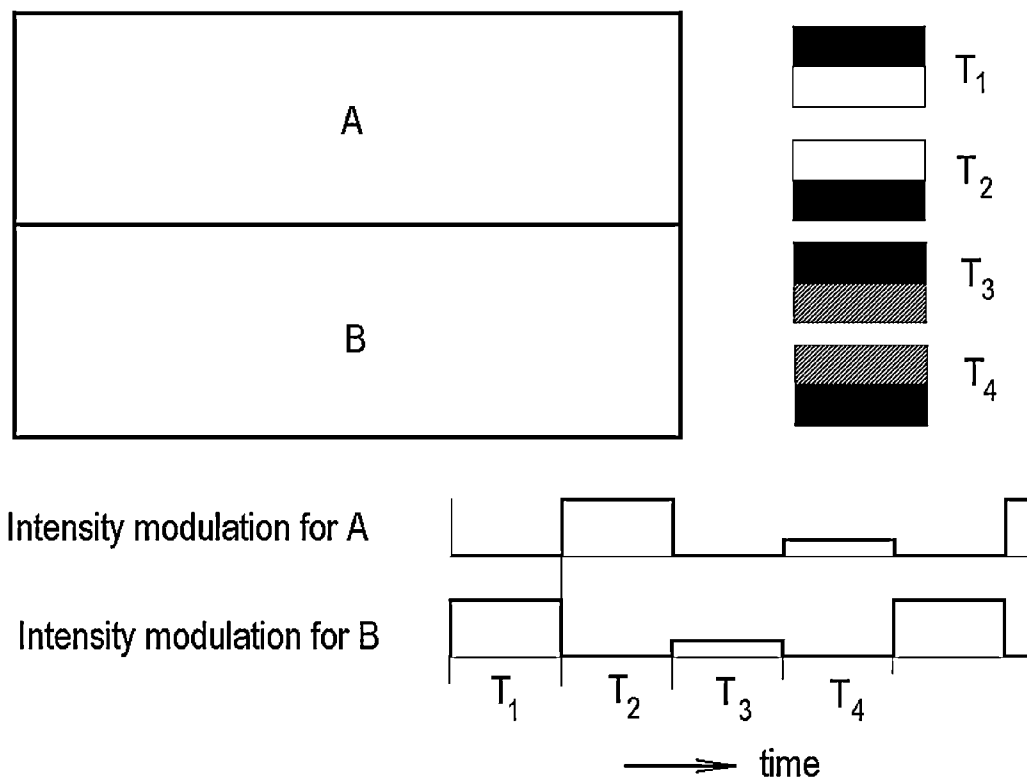 A
B
T1
T2
T3
T4
Intensity modulation for A
Intensity modulation for B
T1 T2 T3 T4
time